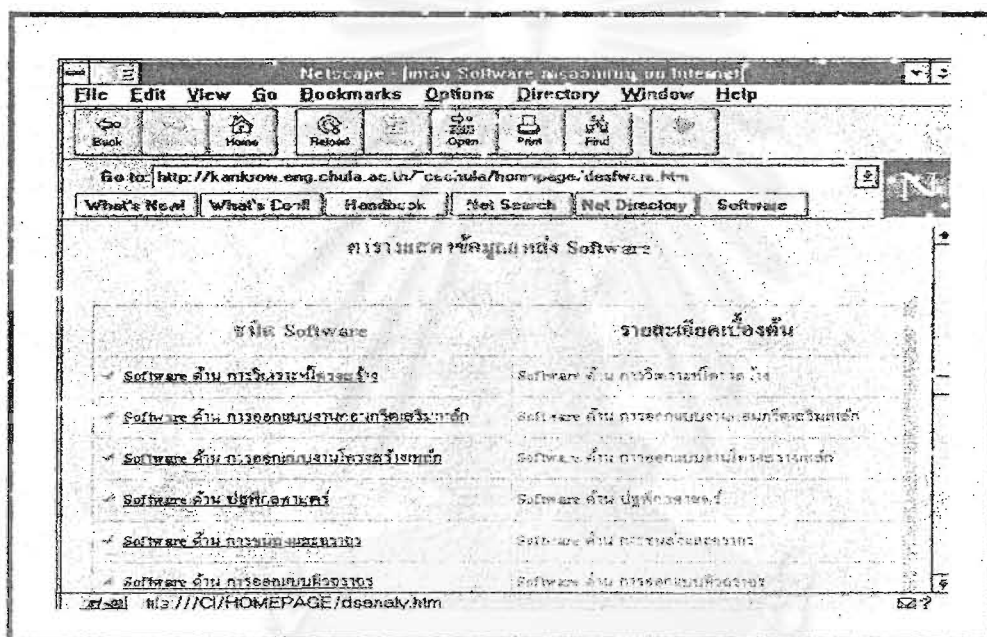 Netscape - [แหล่ง Software การออกแบบ บน Internet]
File Edit View Go Bookmarks Options Directory Window Help
Back Home Reload Open Print Find
Go to: http://kankrow.eng.chula.ac.th/~cechula/homepage/desfware.htm
What's New! What's Cool! Handbook Net Search Net Directory Software
N
ตารางแสดงข้อมูลแหล่ง Software
ชนิด Software รายละเอียดเบื้องต้น
Software ด้าน การวิเคราะห์โครงสร้าง Software ด้าน การวิเคราะห์โครงสร้าง
Software ด้าน การออกแบบงานคอนกรีตเสริมเหล็ก Software ด้าน การออกแบบงานคอนกรีตเสริมเหล็ก
Software ด้าน การออกแบบงานโครงสร้างเหล็ก Software ด้าน การออกแบบงานโครงสร้างเหล็ก
Software ด้าน ปฐพีกลศาสตร์ Software ด้าน ปฐพีกลศาสตร์
Software ด้าน การขนส่งและจราจร Software ด้าน การขนส่งและจราจร
Software ด้าน การออกแบบผิวจราจร Software ด้าน การออกแบบผิวจราจร
file:///C|/HOMEPAGE/dsanaly.htm